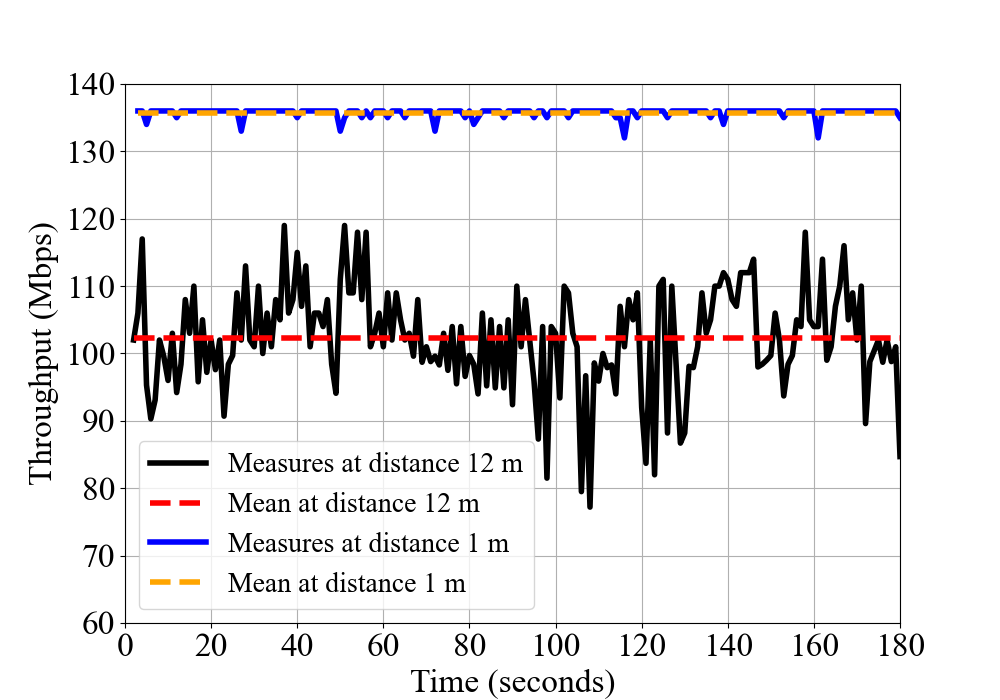 140
130
120
110
100
90
80
70
60
Throughput (Mbps)
Measures at distance 12 m
Mean at distance 12 m
Measures at distance 1 m
Mean at distance 1 m
0 20 40 60 80 100 120 140 160 180
Time (seconds)